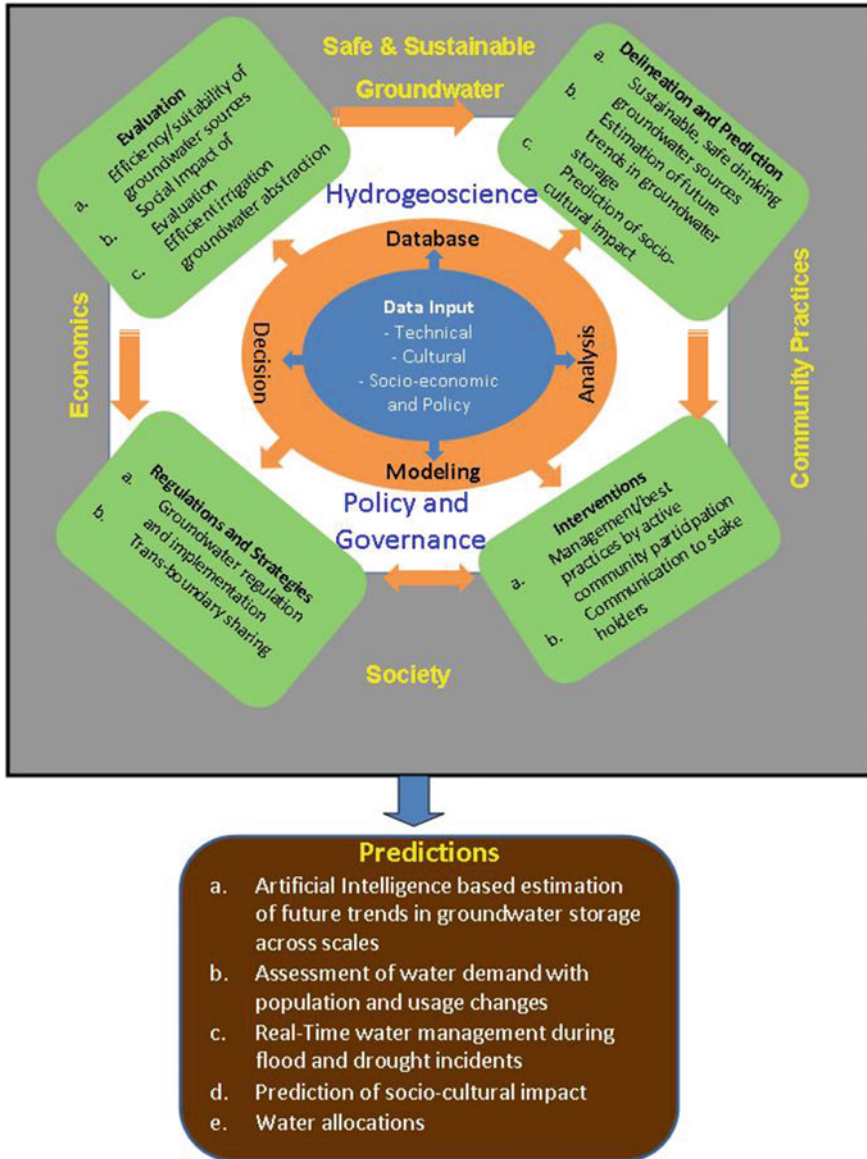 Safe & Sustainable
Groundwater
Evaluation
a. Efficiency/suitability of
groundwater sources
b. Social Impact of
Evaluation
c. Efficient irrigation
groundwater abstraction
Delineation and Prediction
a. Sustainable, safe drinking
groundwater sources
b. Estimation of future
trends in groundwater
storage
c. Prediction of socio-
cultural impact
Hydrogeoscience
Database
Economics
Decision
Data Input
- Technical
- Cultural
- Socio-economic
and Policy
Analysis
Community Practices
Modeling
Policy and
Governance
Regulations and Strategies
a. Groundwater regulation
and implementation
b. Trans-boundary sharing
Interventions
a. Management/best
practices by active
community participation
b. Communication to stake
holders
Society
Predictions
a. Artificial Intelligence based estimation
of future trends in groundwater storage
across scales
b. Assessment of water demand with
population and usage changes
c. Real-Time water management during
flood and drought incidents
d. Prediction of socio-cultural impact
e. Water allocations